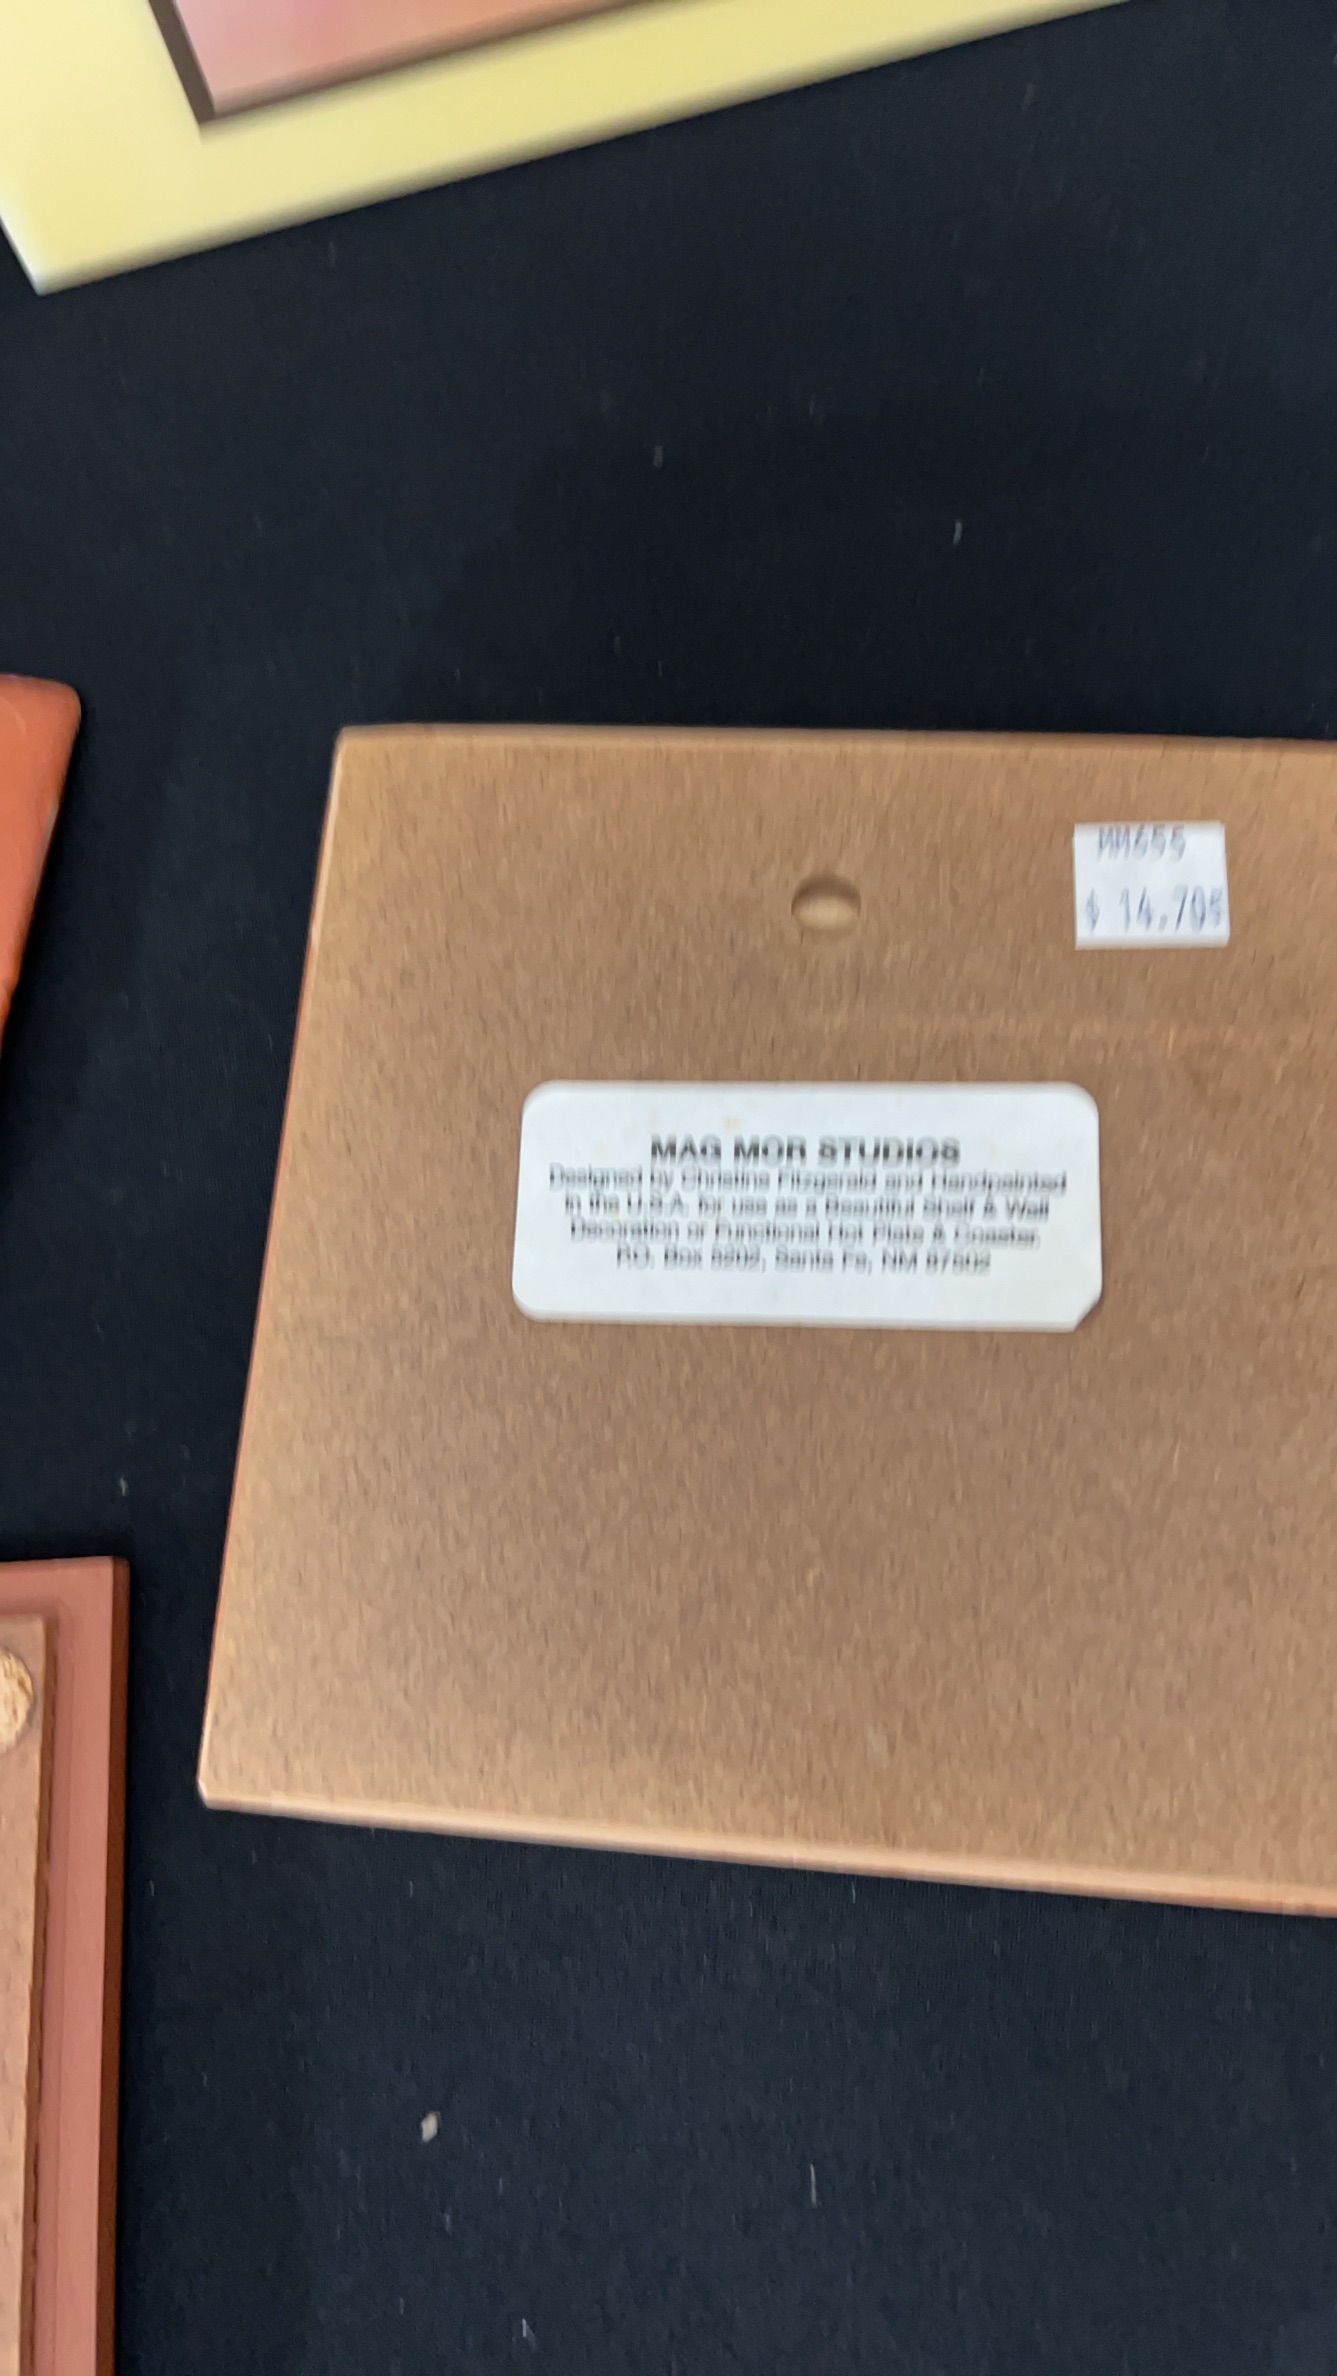 MM655
$ 14.70
MAG MOR STUDIOS
Designed by Christine Fitzgerald and Handpainted
in the U.S.A. for use as a Beautiful Shelf & Wall
Decoration or Functional Hot Plate & Coaster.
P.O. Box Santa Fe, NM 87502